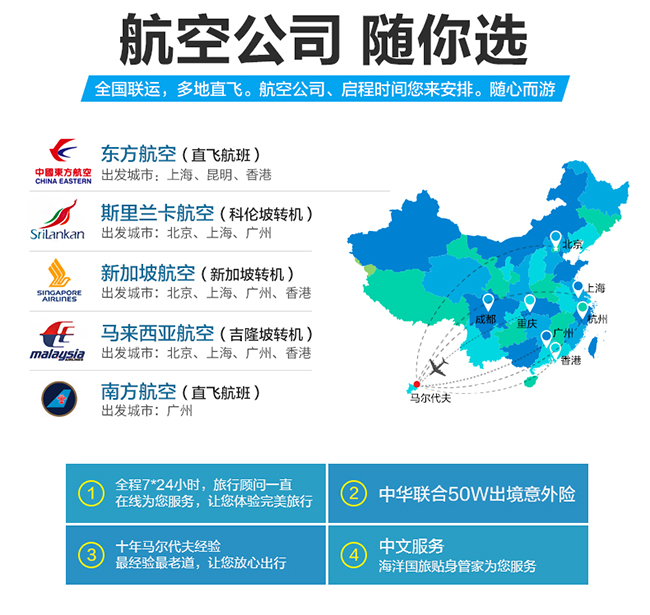 航空公司 随你选
全国联运，多地直飞。航空公司、启程时间您来安排。随心而游
中國東方航空
CHINA EASTERN
东方航空（直飞航班）
出发城市：上海、昆明、香港
SriLankan
斯里兰卡航空（科伦坡转机）
出发城市：北京、上海、广州
SINGAPORE
AIRLINES
新加坡航空（新加坡转机）
出发城市：北京、上海、广州、香港
malaysia
马来西亚航空（吉隆坡转机）
出发城市：北京、上海、广州、香港
南方航空（直飞航班）
出发城市：广州
北京
上海
成都
重庆
杭州
广州
香港
马尔代夫
1
全程7*24小时，旅行顾问一直
在线为您服务，让您体验完美旅行
2
中华联合50W出境意外险
3
十年马尔代夫经验
最经验最老道，让您放心出行
4
中文服务
海洋国旅贴身管家为您服务